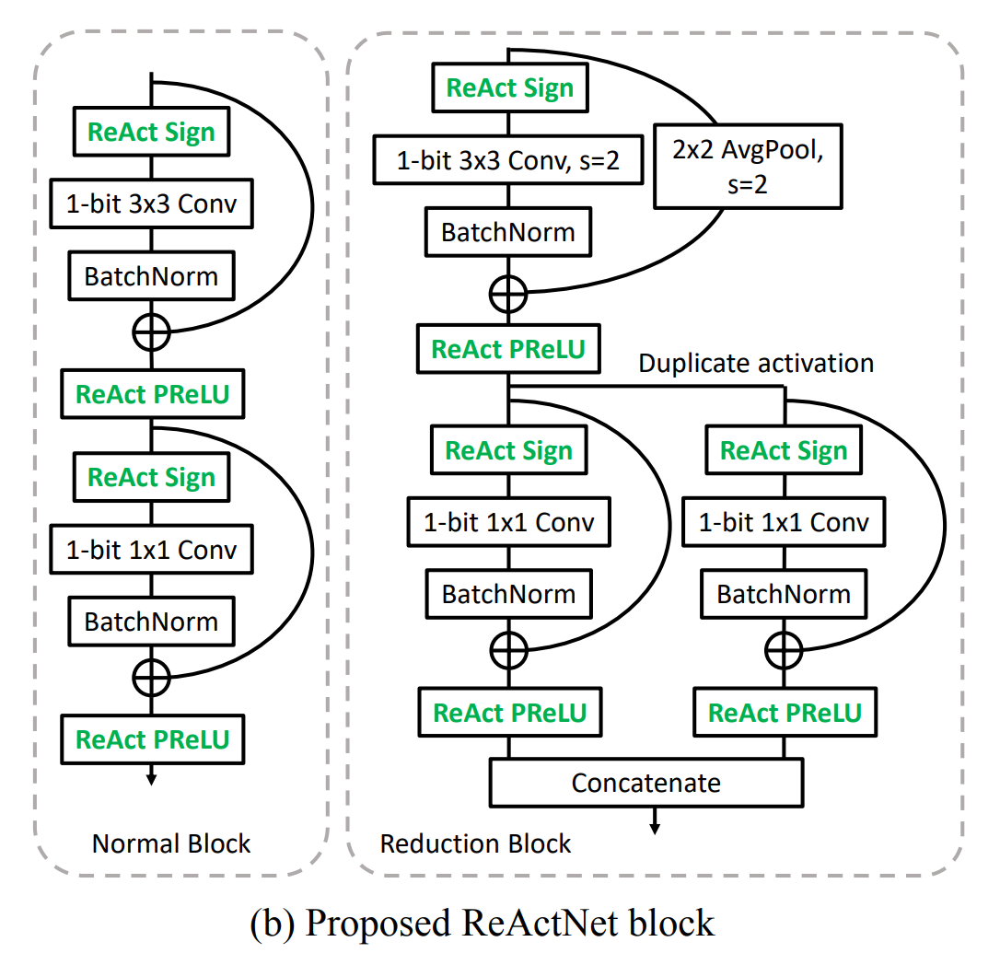 ReAct Sign
1-bit 3x3 Conv
BatchNorm
ReAct PReLU
ReAct Sign
1-bit 1x1 Conv
BatchNorm
ReAct PReLU
Normal Block
ReAct Sign
1-bit 3x3 Conv, s=2
BatchNorm
2x2 AvgPool,
s=2
ReAct PReLU
Duplicate activation
ReAct Sign
1-bit 1x1 Conv
BatchNorm
ReAct PReLU
ReAct Sign
1-bit 1x1 Conv
BatchNorm
ReAct PReLU
Concatenate
Reduction Block
(b) Proposed ReActNet block